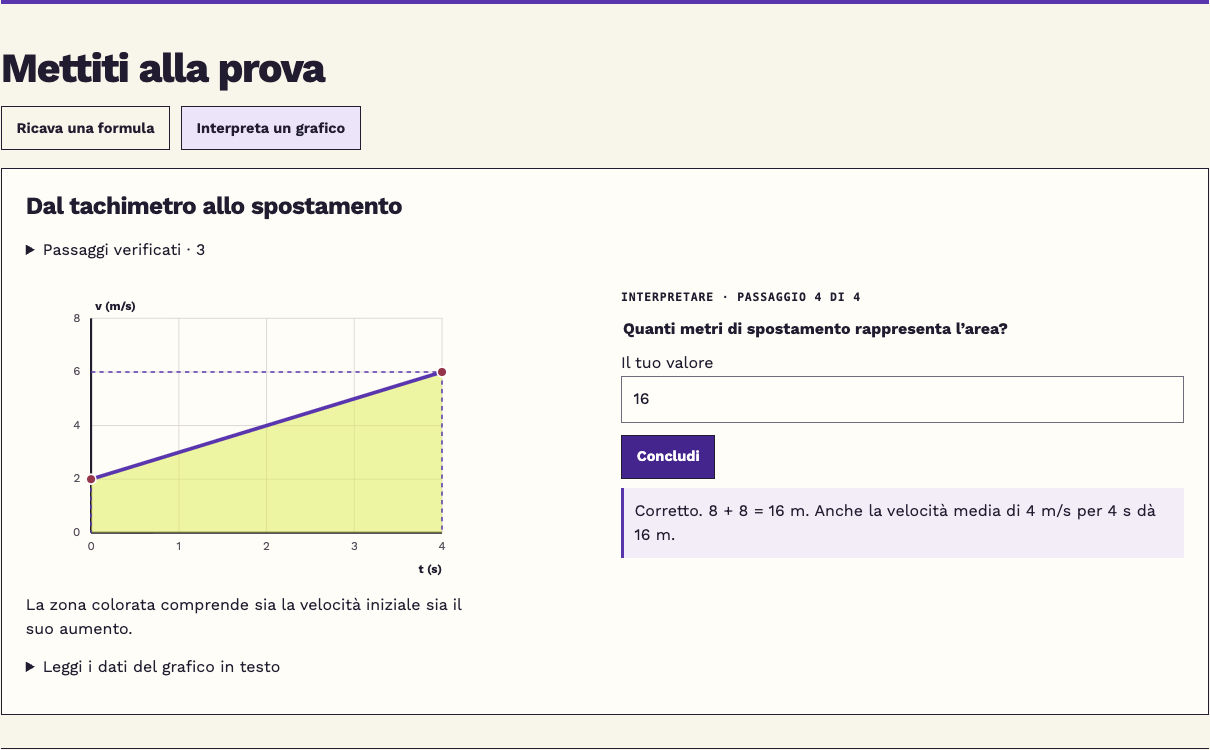 Mettiti alla prova
Ricava una formula
Interpreta un grafico
Dal tachimetro allo spostamento
▶ Passaggi verificati · 3
v (m/s)
8
6
4
2
0
0 1 2 3 4
t (s)
La zona colorata comprende sia la velocità iniziale sia il
suo aumento.
▶ Leggi i dati del grafico in testo
INTERPRETARE · PASSAGGIO 4 DI 4
Quanti metri di spostamento rappresenta l’area?
Il tuo valore
16
Concludi
Corretto. 8 + 8 = 16 m. Anche la velocità media di 4 m/s per 4 s dà
16 m.